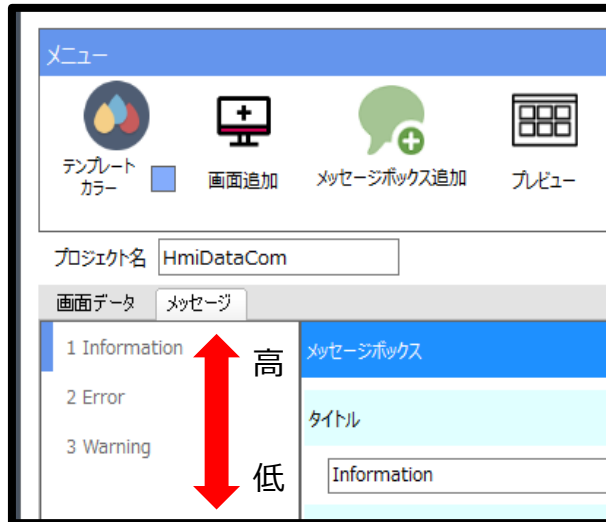 メニュー
テンプレート
カラー
画面追加
メッセージボックス追加
プレビュー
プロジェクト名 HmiDataCom
画面データ メッセージ
1 Information
2 Error
3 Warning
高
低
メッセージボックス
タイトル
Information